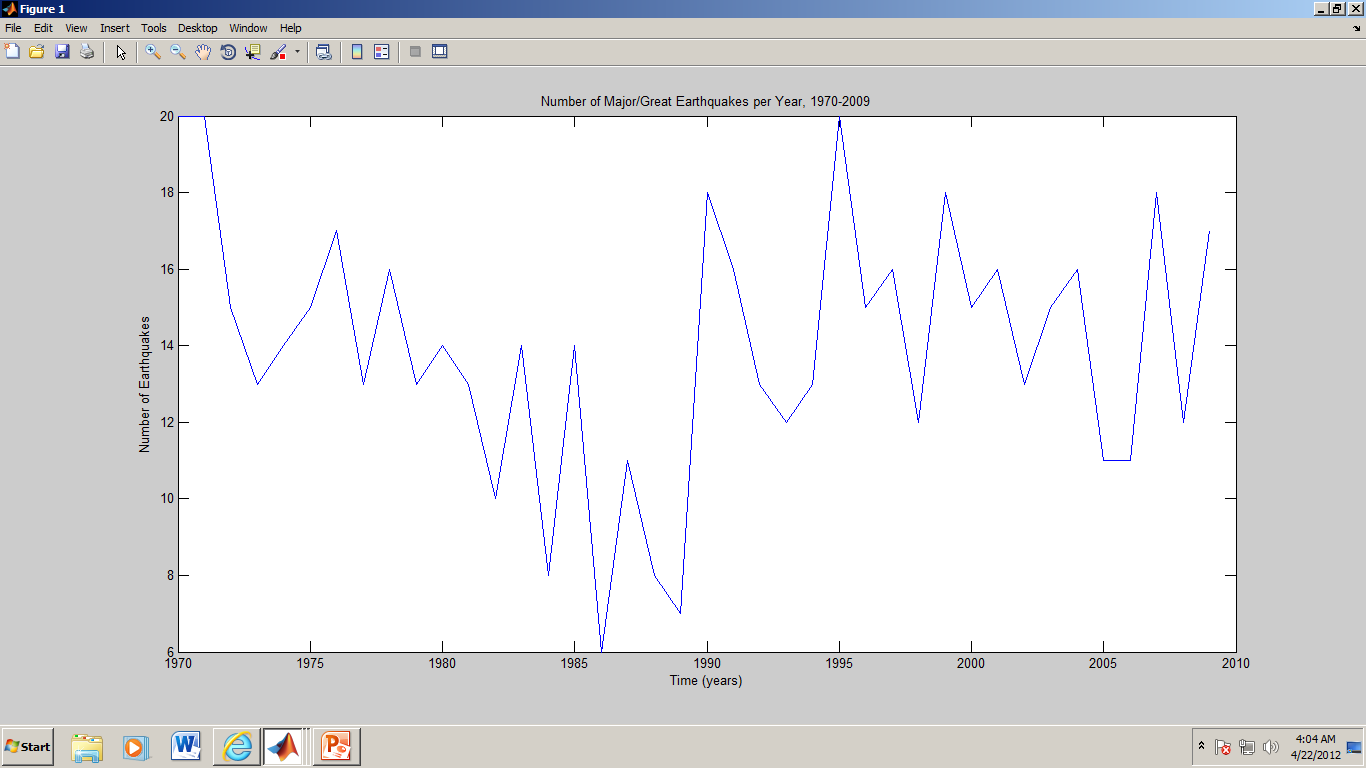 Figure 1
File Edit View Insert Tools Desktop Window Help
Number of Major/Great Earthquakes per Year, 1970-2009
20
18
16
14
12
10
8
6
Number of Earthquakes
1970 1975 1980 1985 1990 1995 2000 2005 2010
Time (years)
Start
W
P
4:04 AM
4/22/2012